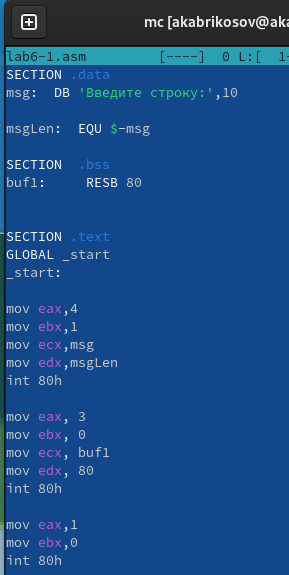 mc [akabrikosov@aka
lab6-1.asm [----] 0 L:[ 1-
SECTION .data
msg: DB 'Введите строку:',10
msgLen: EQU $-msg
SECTION .bss
buf1: RESB 80
SECTION .text
GLOBAL _start
_start:
mov eax,4
mov ebx,1
mov ecx,msg
mov edx,msgLen
int 80h
mov eax, 3
mov ebx, 0
mov ecx, buf1
mov edx, 80
int 80h
mov eax,1
mov ebx,0
int 80h